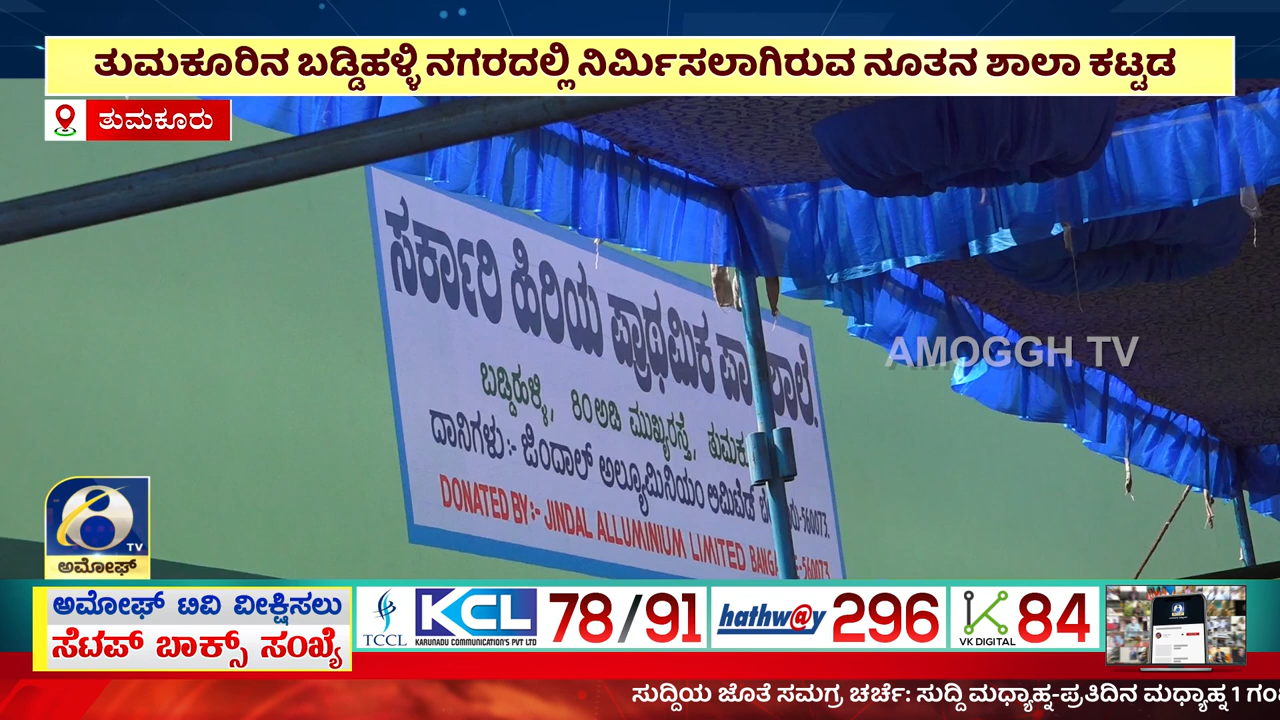 ತುಮಕೂರಿನ ಬಡ್ಡಿಹಳ್ಳಿ ನಗರದಲ್ಲಿ ನಿರ್ಮಿಸಲಾಗಿರುವ ನೂತನ ಶಾಲಾ ಕಟ್ಟಡ
ತುಮಕೂರು
ಸರ್ಕಾರಿ ಹಿರಿಯ ಪ್ರಾಥಮಿಕ
ಬಡ್ಡಿಹಳ್ಳಿ, 80ಅಡಿ ಮುಖ್ಯರಸ್ತೆ,
ದಾನಿಗಳು:- ಜಿಂದಾಲ್ ಅಲ್ಯೂಮಿನಿಯಂ ಲಿಮಿಟೆಡ್
DONATED BY:- JINDAL ALLUMINIUM LIMITED
AMOGGH TV
TV
ಅಮೋಘ್
ಅಮೋಘ್ ಟಿವಿ ವೀಕ್ಷಿಸಲು
ಸೆಟಪ್ ಬಾಕ್ಸ್ ಸಂಖ್ಯೆ
TCCL
KCL
KARUNADU COMMUNICATION'S PVT LTD
78/91
hathw@y
296
VK DIGITAL
84
ಸುದ್ದಿಯ ಜೊತೆ ಸಮಗ್ರ ಚರ್ಚೆ: ಸುದ್ದಿ ಮಧ್ಯಾಹ್ನ-ಪ್ರತಿದಿನ ಮಧ್ಯಾಹ್ನ 1